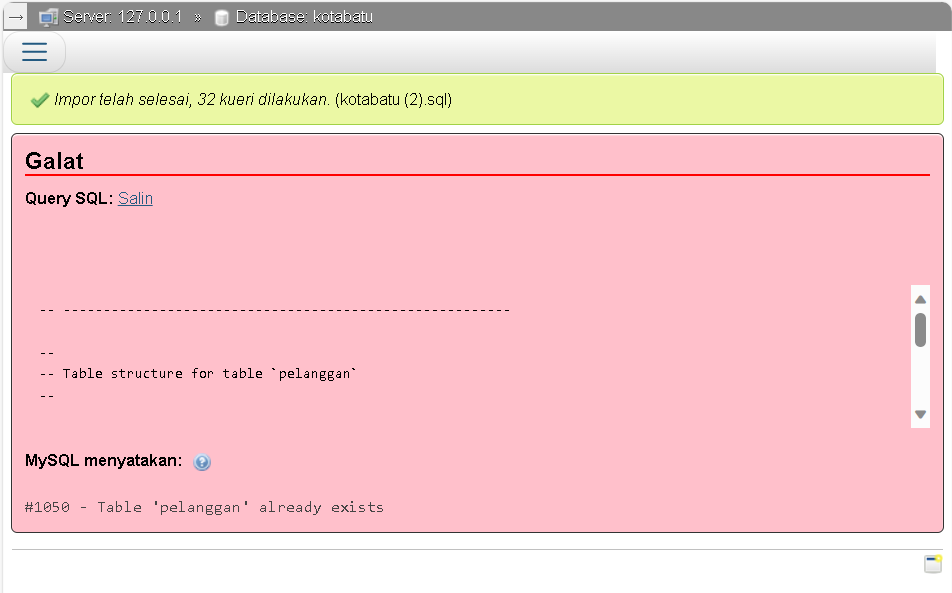 Server: 127.0.0.1 » Database: kotabatu
Impor telah selesai, 32 kueri dilakukan. (kotabatu (2).sql)
Galat
Query SQL: Salin
-- --------------------------------------------------------
--
-- Table structure for table `pelanggan`
--
MySQL menyatakan:
#1050 - Table 'pelanggan' already exists